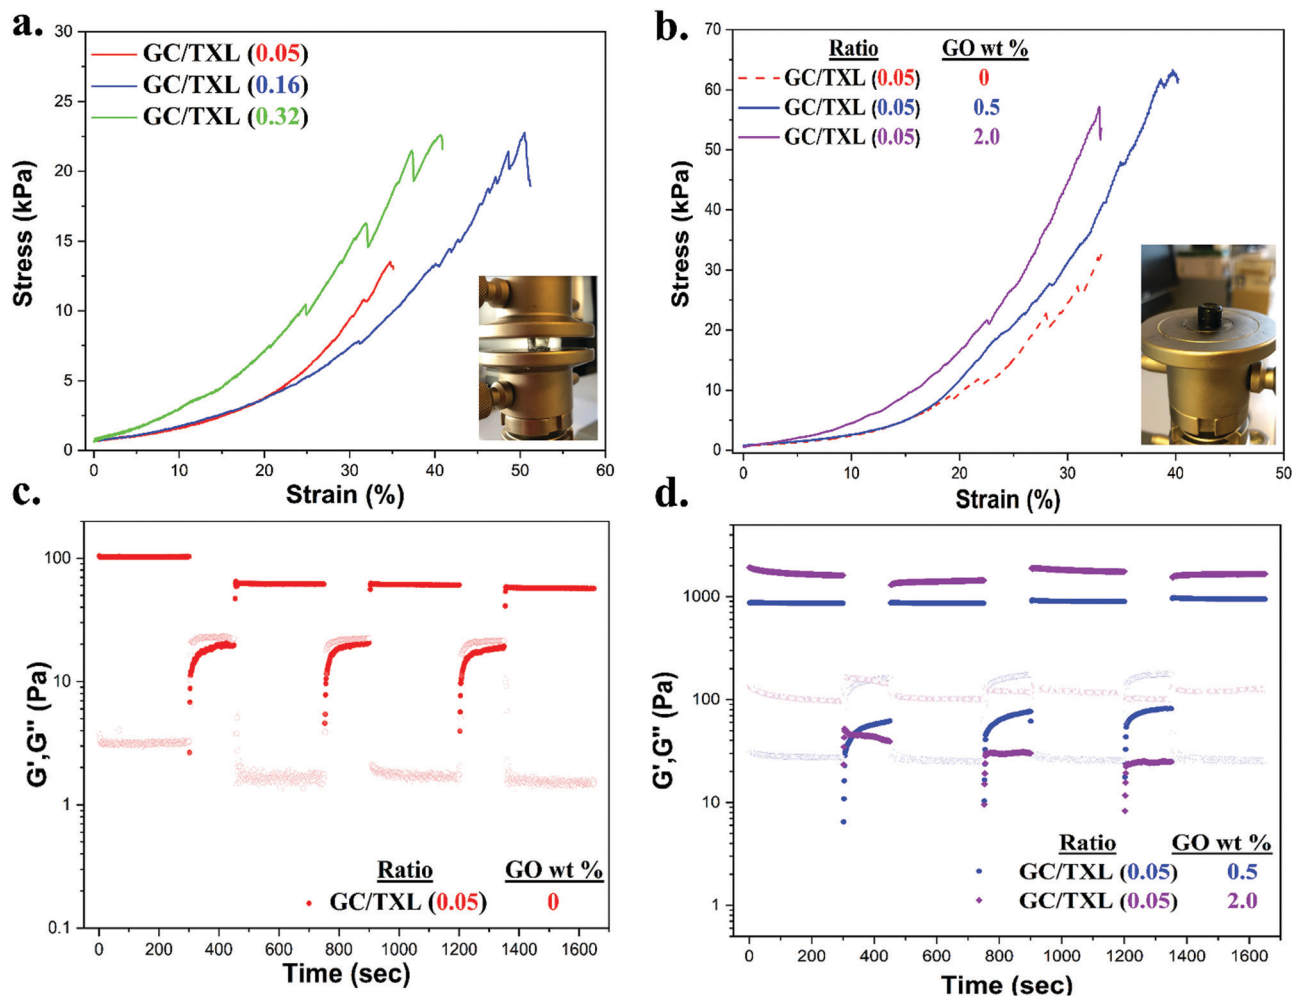 a.
GC/TXL (0.05)
GC/TXL (0.16)
GC/TXL (0.32)
Stress (kPa)
30
25
20
15
10
5
0
0 10 20 30 40 50 60
Strain (%)
b.
Ratio GO wt %
GC/TXL (0.05) 0
GC/TXL (0.05) 0.5
GC/TXL (0.05) 2.0
Stress (kPa)
70
60
50
40
30
20
10
0
0 10 20 30 40 50
Strain (%)
c.
G',G" (Pa)
100
10
1
0.1
Ratio GO wt %
GC/TXL (0.05) 0
0 200 400 600 800 1000 1200 1400 1600
Time (sec)
d.
G',G" (Pa)
1000
100
10
1
Ratio GO wt %
GC/TXL (0.05) 0.5
GC/TXL (0.05) 2.0
0 200 400 600 800 1000 1200 1400 1600
Time (sec)